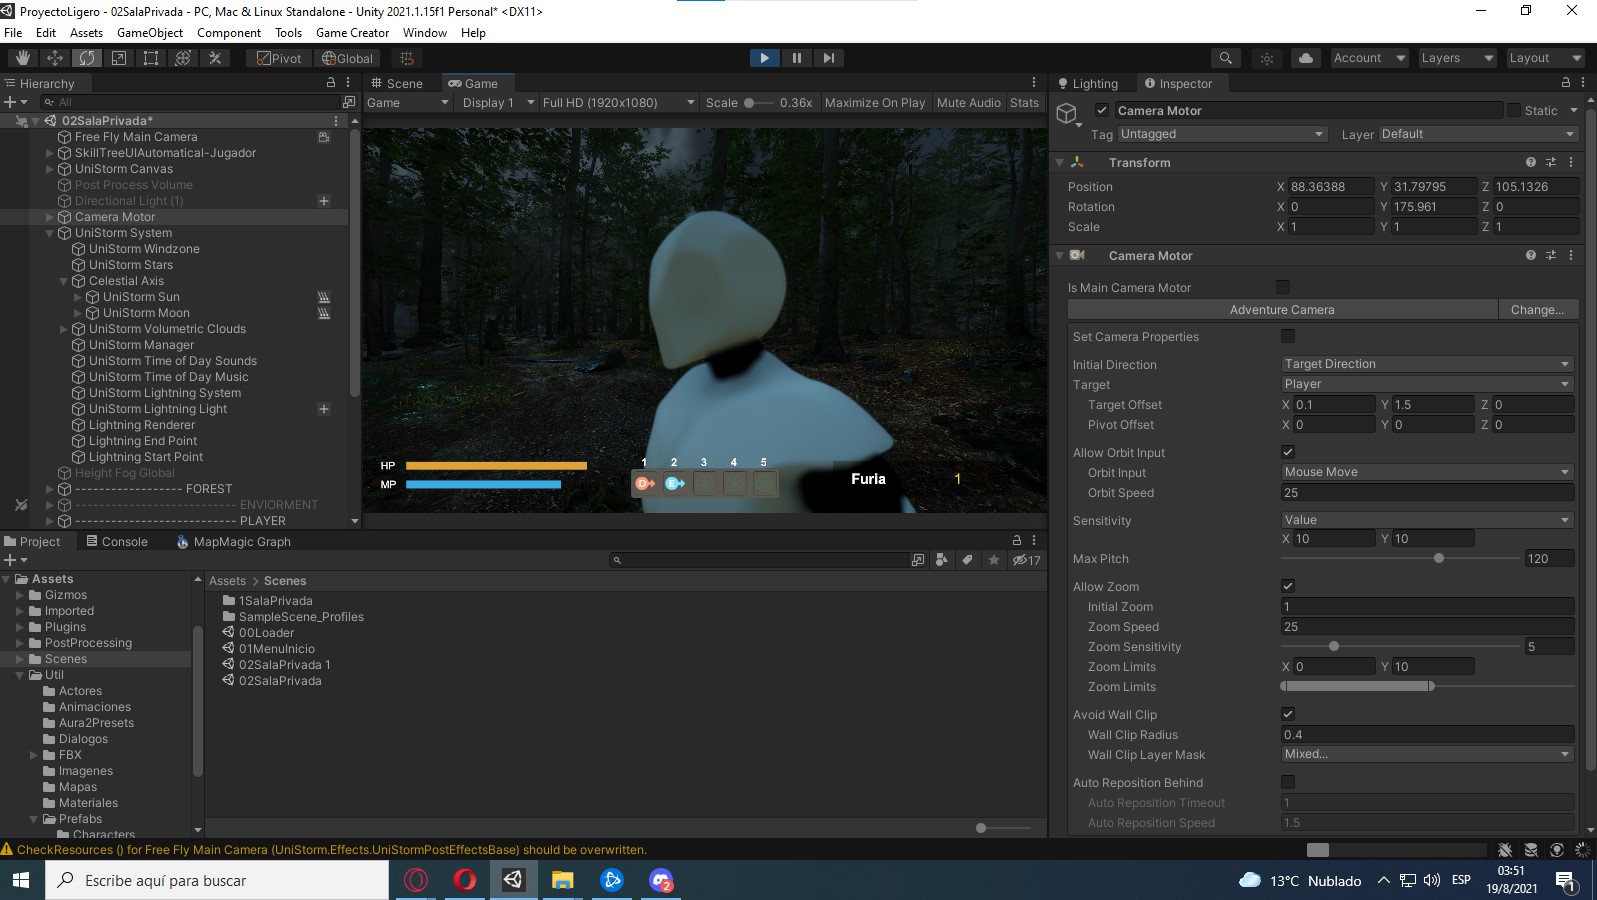 ProyectoLigero - 02SalaPrivada - PC, Mac & Linux Standalone - Unity 2021.1.15f1 Personal* <DX11>
File Edit Assets GameObject Component Tools Game Creator Window Help
Pivot Global Account Layers Layout
Hierarchy
All
02SalaPrivada*
Free Fly Main Camera
SkillTreeUIAutomatical-Jugador
UniStorm Canvas
Post Process Volume
Directional Light (1)
Camera Motor
UniStorm System
UniStorm Windzone
UniStorm Stars
Celestial Axis
UniStorm Sun
UniStorm Moon
UniStorm Volumetric Clouds
UniStorm Manager
UniStorm Time of Day Sounds
UniStorm Time of Day Music
UniStorm Lightning System
UniStorm Lightning Light
Lightning Renderer
Lightning End Point
Lightning Start Point
Height Fog Global
------------------ FOREST
--------------------------- ENVIORMENT
--------------------------- PLAYER
Scene Game
Game Display 1 Full HD (1920x1080) Scale 0.36x Maximize On Play Mute Audio Stats
HP
MP
1 2 3 4 5
D E
Furia 1
Lighting Inspector
Camera Motor Static
Tag Untagged Layer Default
Transform
Position X 88.36388 Y 31.79795 Z 105.1326
Rotation X 0 Y 175.961 Z 0
Scale X 1 Y 1 Z 1
Camera Motor
Is Main Camera Motor
Adventure Camera Change...
Set Camera Properties
Initial Direction Target Direction
Target Player
Target Offset X 0.1 Y 1.5 Z 0
Pivot Offset X 0 Y 0 Z 0
Allow Orbit Input
Orbit Input Mouse Move
Orbit Speed 25
Sensitivity Value
X 10 Y 10
Max Pitch 120
Allow Zoom
Initial Zoom 1
Zoom Speed 25
Zoom Sensitivity 5
Zoom Limits X 0 Y 10
Zoom Limits
Avoid Wall Clip
Wall Clip Radius 0.4
Wall Clip Layer Mask Mixed...
Auto Reposition Behind
Auto Reposition Timeout 1
Auto Reposition Speed 1.5
Project Console MapMagic Graph
17
Assets
Gizmos
Imported
Plugins
PostProcessing
Scenes
Util
Actores
Animaciones
Aura2Presets
Dialogos
FBX
Imagenes
Mapas
Materiales
Prefabs
Characters
Assets > Scenes
1SalaPrivada
SampleScene_Profiles
00Loader
01MenuInicio
02SalaPrivada 1
02SalaPrivada
CheckResources () for Free Fly Main Camera (UniStorm.Effects.UniStormPostEffectsBase) should be overwritten.
Escribe aquí para buscar
2
13°C Nublado
ESP
03:51
19/8/2021
1